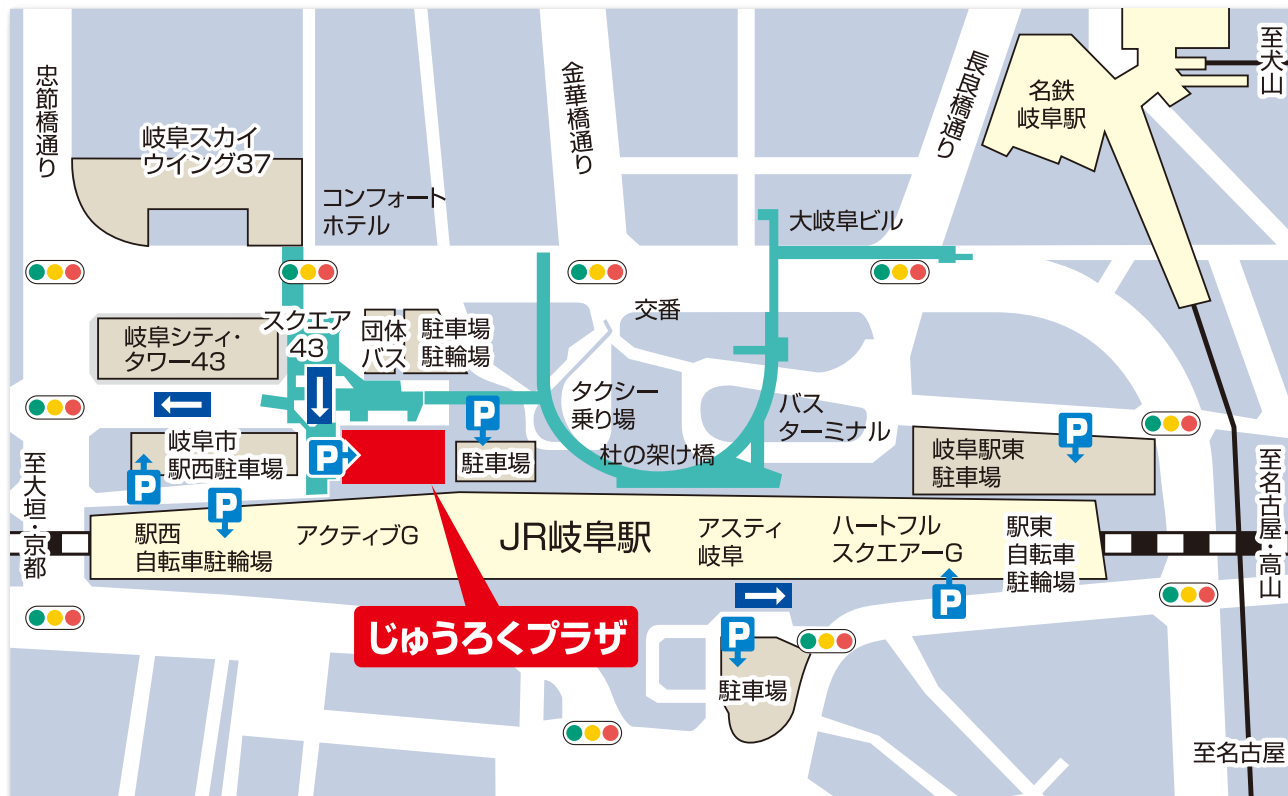 忠節橋通り
金華橋通り
長良橋通り
至犬山
名鉄
岐阜駅
岐阜スカイ
ウイング37
コンフォート
ホテル
大岐阜ビル
スクエア
43
岐阜シティ・
タワー43
団体
バス
駐車場
駐輪場
交番
タクシー
乗り場
バス
ターミナル
杜の架け橋
P
岐阜市
駅西駐車場
P
P
P
駐車場
P
岐阜駅東
駐車場
至大垣・京都
至名古屋・高山
駅西
自転車駐輪場
アクティブG
JR岐阜駅
アスティ
岐阜
ハートフル
スクエアーG
駅東
自転車
駐輪場
P
じゅうろくプラザ
P
駐車場
至名古屋